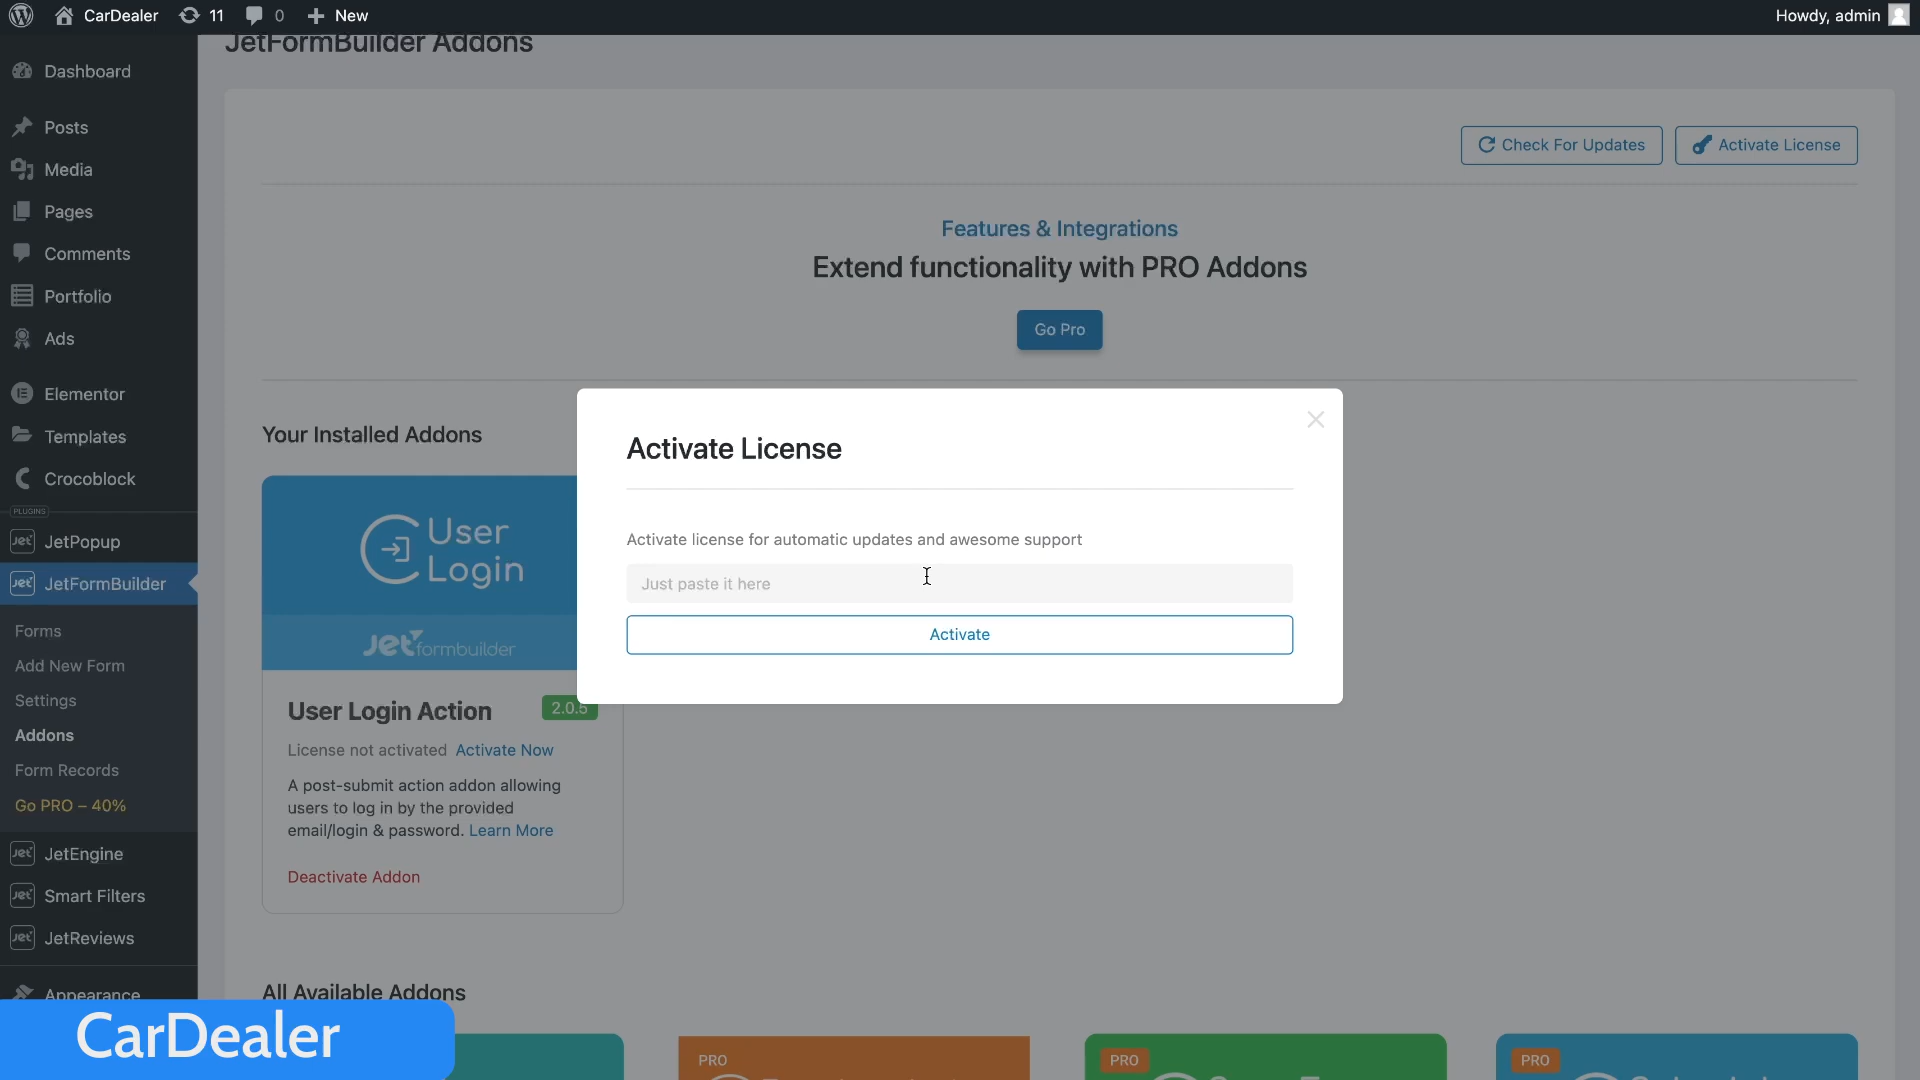 CarDealer
11
0
New
Howdy, admin
JetFormBuilder Addons
Dashboard
Posts
Media
Pages
Comments
Portfolio
Ads
Elementor
Templates
Crocoblock
PLUGINS
Jet JetPopup
Jet JetFormBuilder
Forms
Add New Form
Settings
Addons
Form Records
Go PRO – 40%
Jet JetEngine
Jet Smart Filters
Jet JetReviews
Appearance
Check For Updates
Activate License
Features & Integrations
Extend functionality with PRO Addons
Go Pro
Your Installed Addons
User
Login
Jet formbuilder
User Login Action
2.0.5
License not activated Activate Now
A post-submit action addon allowing
users to log in by the provided
email/login & password. Learn More
Deactivate Addon
Activate License
Activate license for automatic updates and awesome support
Just paste it here
Activate
All Available Addons
PRO
PRO
PRO
CarDealer